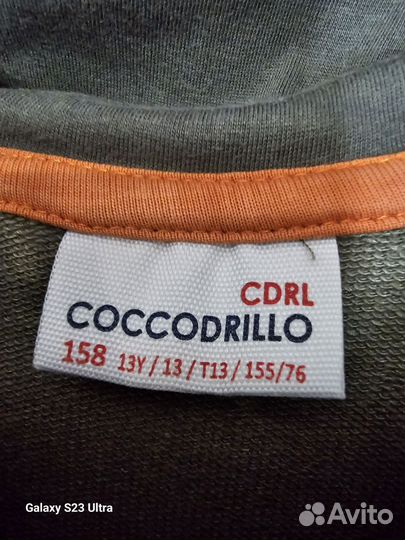 CDRL
COCCODRILLO
158 13Y / 13 / T13 / 155/76
Galaxy S23 Ultra
Avito